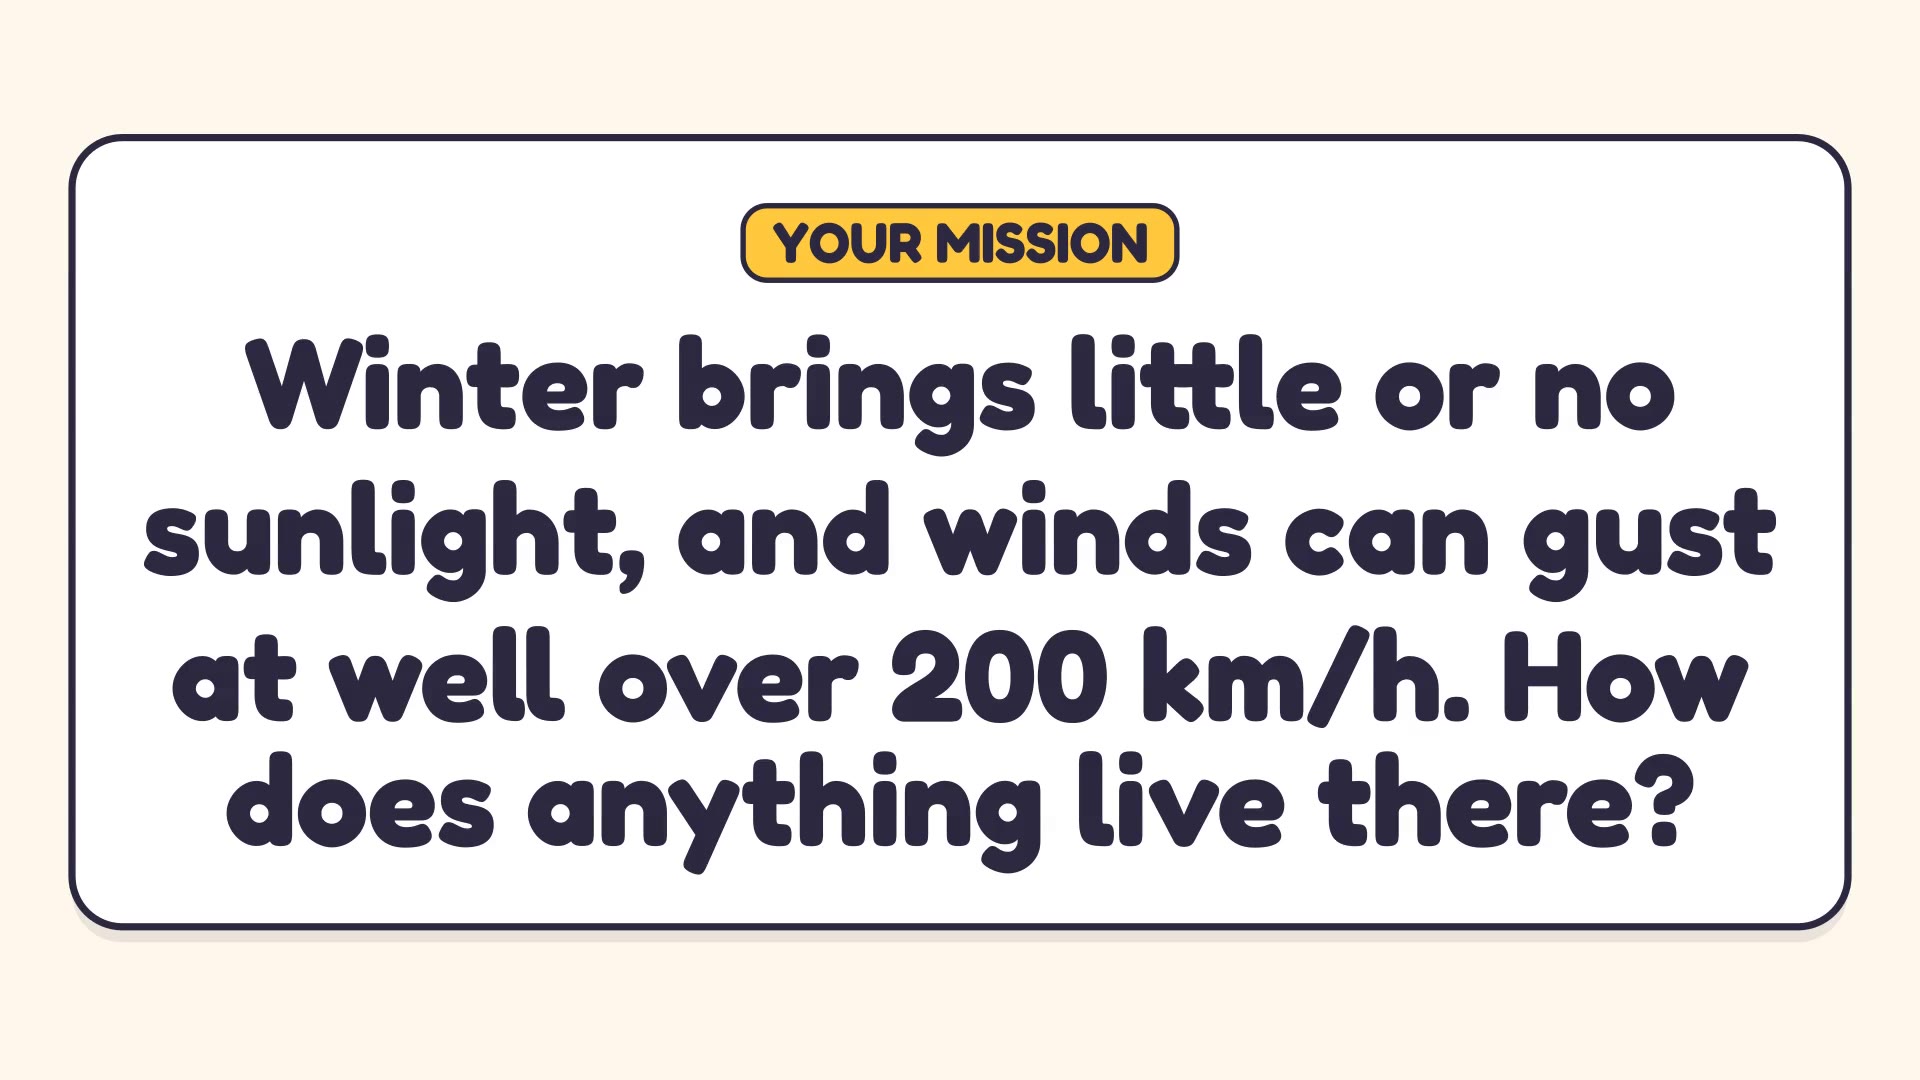 YOUR MISSION
Winter brings little or no
sunlight, and winds can gust
at well over 200 km/h. How
does anything live there?